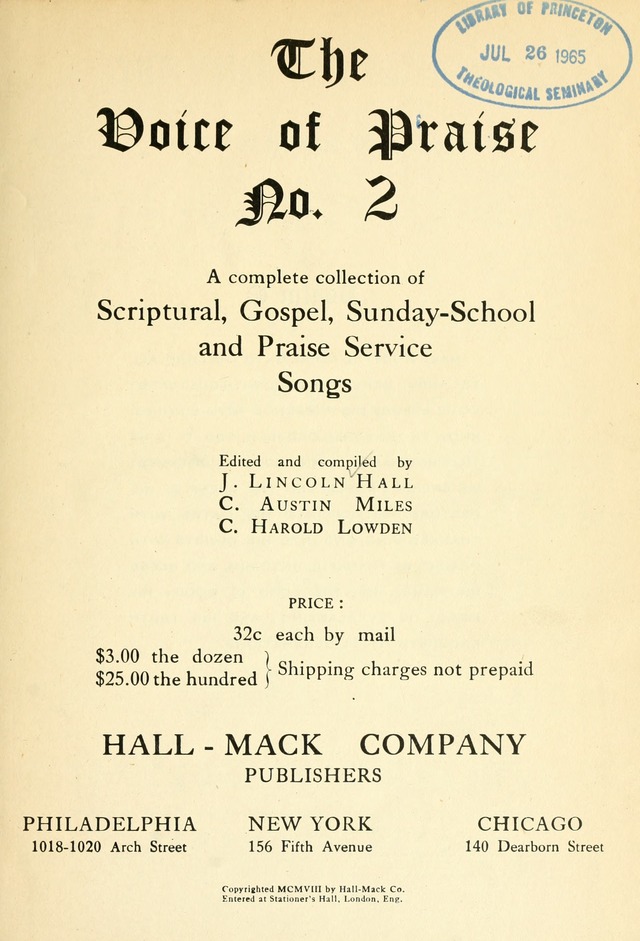 LIBRARY OF PRINCETON
JUL 26 1965
THEOLOGICAL SEMINARY
The
Voice of Praise
No. 2
A complete collection of
Scriptural, Gospel, Sunday-School
and Praise Service
Songs
Edited and compiled by
J. LINCOLN HALL
C. AUSTIN MILES
C. HAROLD LOWDEN
PRICE :
32c each by mail
$3.00 the dozen
$25.00 the hundred } Shipping charges not prepaid
HALL - MACK COMPANY
PUBLISHERS
PHILADELPHIA NEW YORK CHICAGO
1018-1020 Arch Street 156 Fifth Avenue 140 Dearborn Street
Copyrighted MCMVIII by Hall-Mack Co.
Entered at Stationer's Hall, London, Eng.